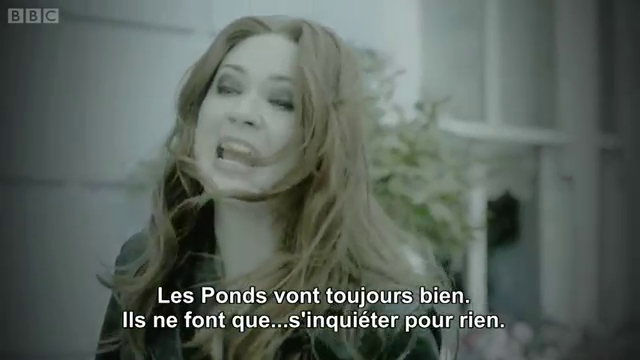 BBC
Les Ponds vont toujours bien.
Ils ne font que...s'inquiéter pour rien.